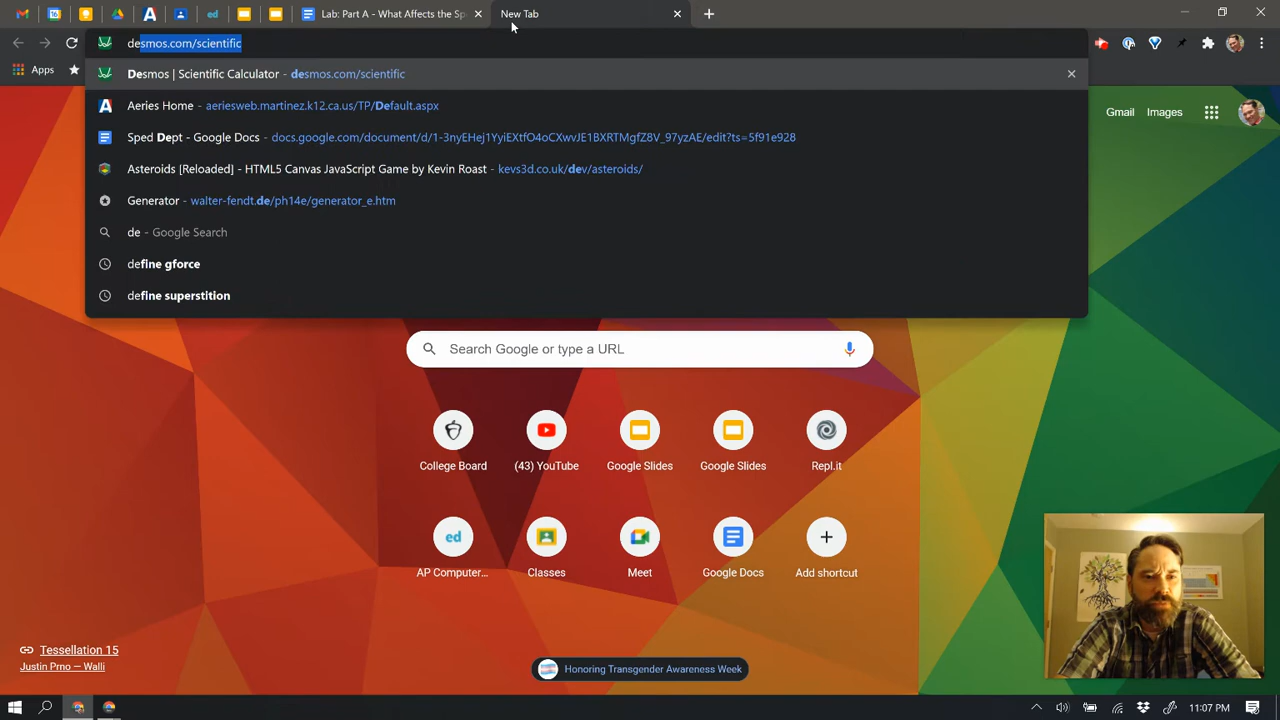 Lab: Part A - What Affects the Sp
New Tab
desmos.com/scientific
Desmos | Scientific Calculator - desmos.com/scientific
Aeries Home - aeriesweb.martinez.k12.ca.us/TP/Default.aspx
Sped Dept - Google Docs - docs.google.com/document/d/1-3nyEHej1YyiEXtfO4oCXwvJE1BXRTMgfZ8V_97yzAE/edit?ts=5f91e928
Asteroids [Reloaded] - HTML5 Canvas JavaScript Game by Kevin Roast - kevs3d.co.uk/dev/asteroids/
Generator - walter-fendt.de/ph14e/generator_e.htm
de - Google Search
define gforce
define superstition
Apps
Gmail Images
Search Google or type a URL
College Board (43) YouTube Google Slides Google Slides Repl.it
AP Computer... Classes Meet Google Docs Add shortcut
Tessellation 15
Justin Prno — Walli
Honoring Transgender Awareness Week
11:07 PM